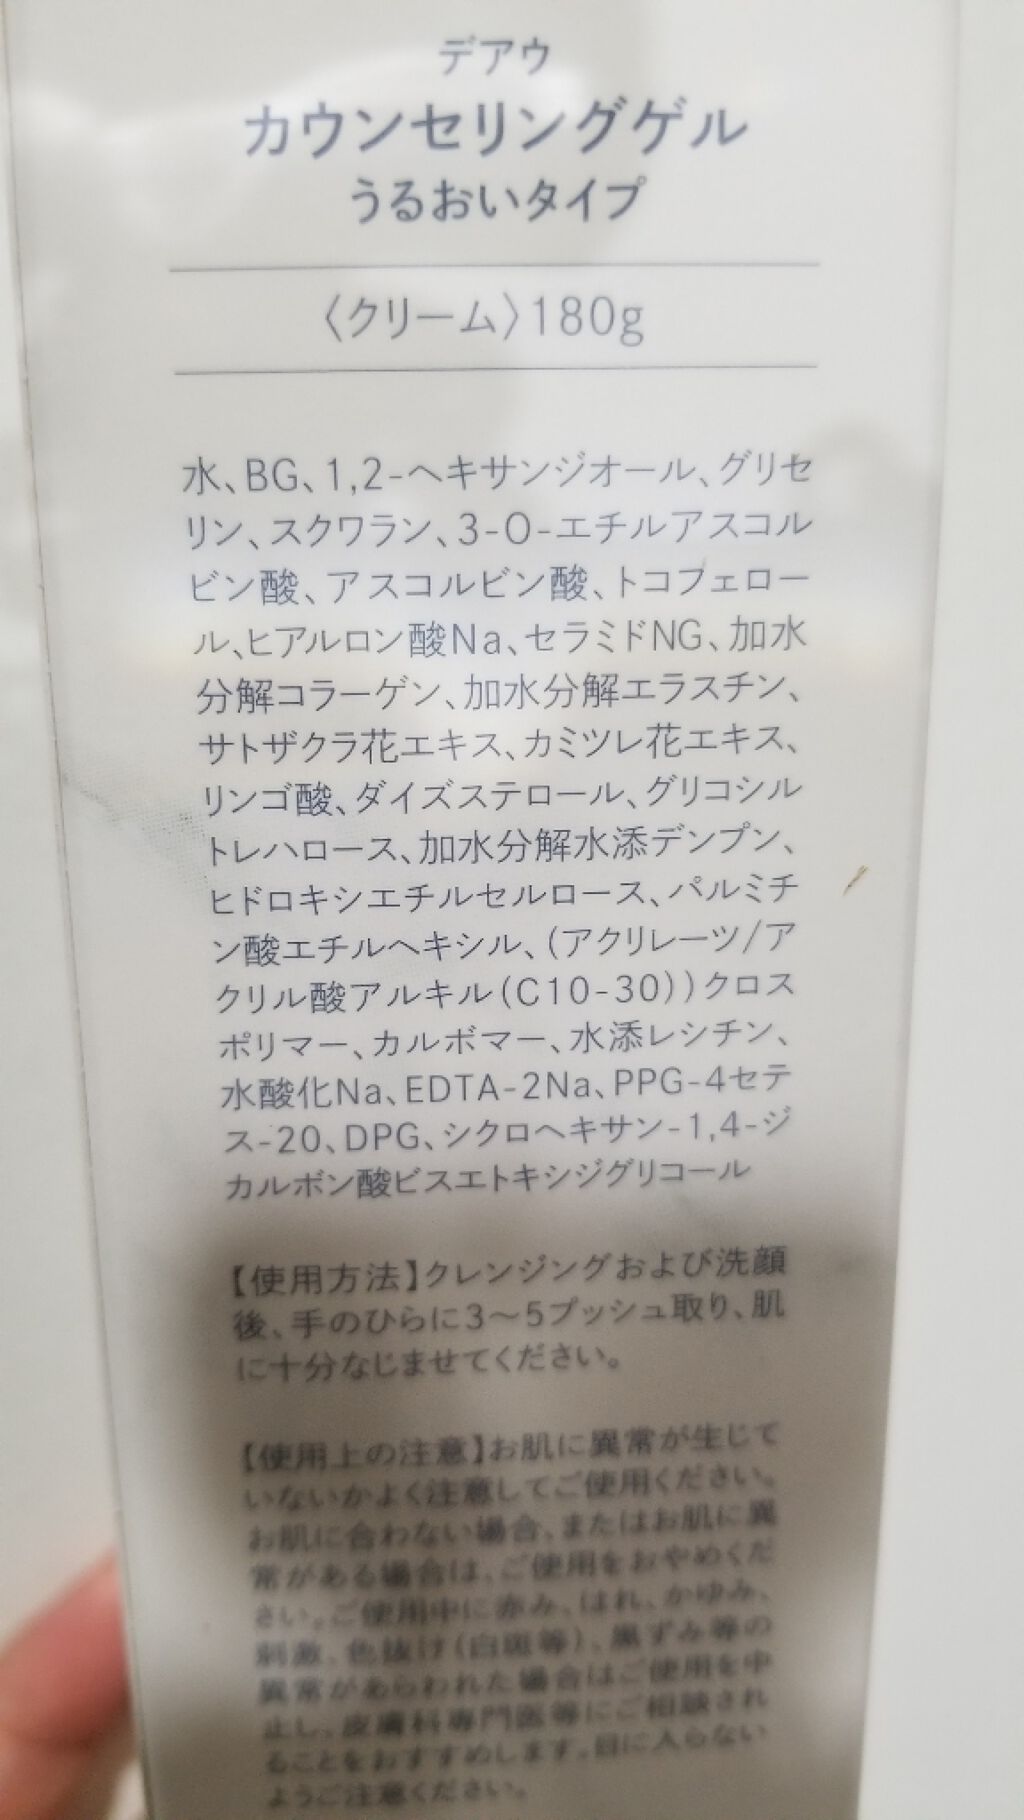 デアウ
カウンセリングゲル
うるおいタイプ
〈クリーム〉180g
水、BG、1,2-ヘキサンジオール、グリセ
リン、スクワラン、3-O-エチルアスコル
ビン酸、アスコルビン酸、トコフェロー
ル、ヒアルロン酸Na、セラミドNG、加水
分解コラーゲン、加水分解エラスチン、
サトザクラ花エキス、カミツレ花エキス、
リンゴ酸、ダイズステロール、グリコシル
トレハロース、加水分解水添デンプン、
ヒドロキシエチルセルロース、パルミチ
ン酸エチルヘキシル、(アクリレーツ/ア
クリル酸アルキル(C10-30))クロス
ポリマー、カルボマー、水添レシチン、
水酸化Na、EDTA-2Na、PPG-4セテ
ス-20、DPG、シクロヘキサン-1,4-ジ
カルボン酸ビスエトキシジグリコール
【使用方法】クレンジングおよび洗顔
後、手のひらに3～5プッシュ取り、肌
に十分なじませてください。
【使用上の注意】お肌に異常が生じて
いないかよく注意してご使用ください。
お肌に合わない場合、またはお肌に異
常がある場合は、ご使用をおやめくだ
さい。ご使用中に赤み、はれ、かゆみ、
刺激、色抜け(白斑等)、黒ずみ等の
異常があらわれた場合はご使用を中
止し、皮膚科専門医等にご相談され
ることをおすすめします。目に入らない
ようご注意ください。